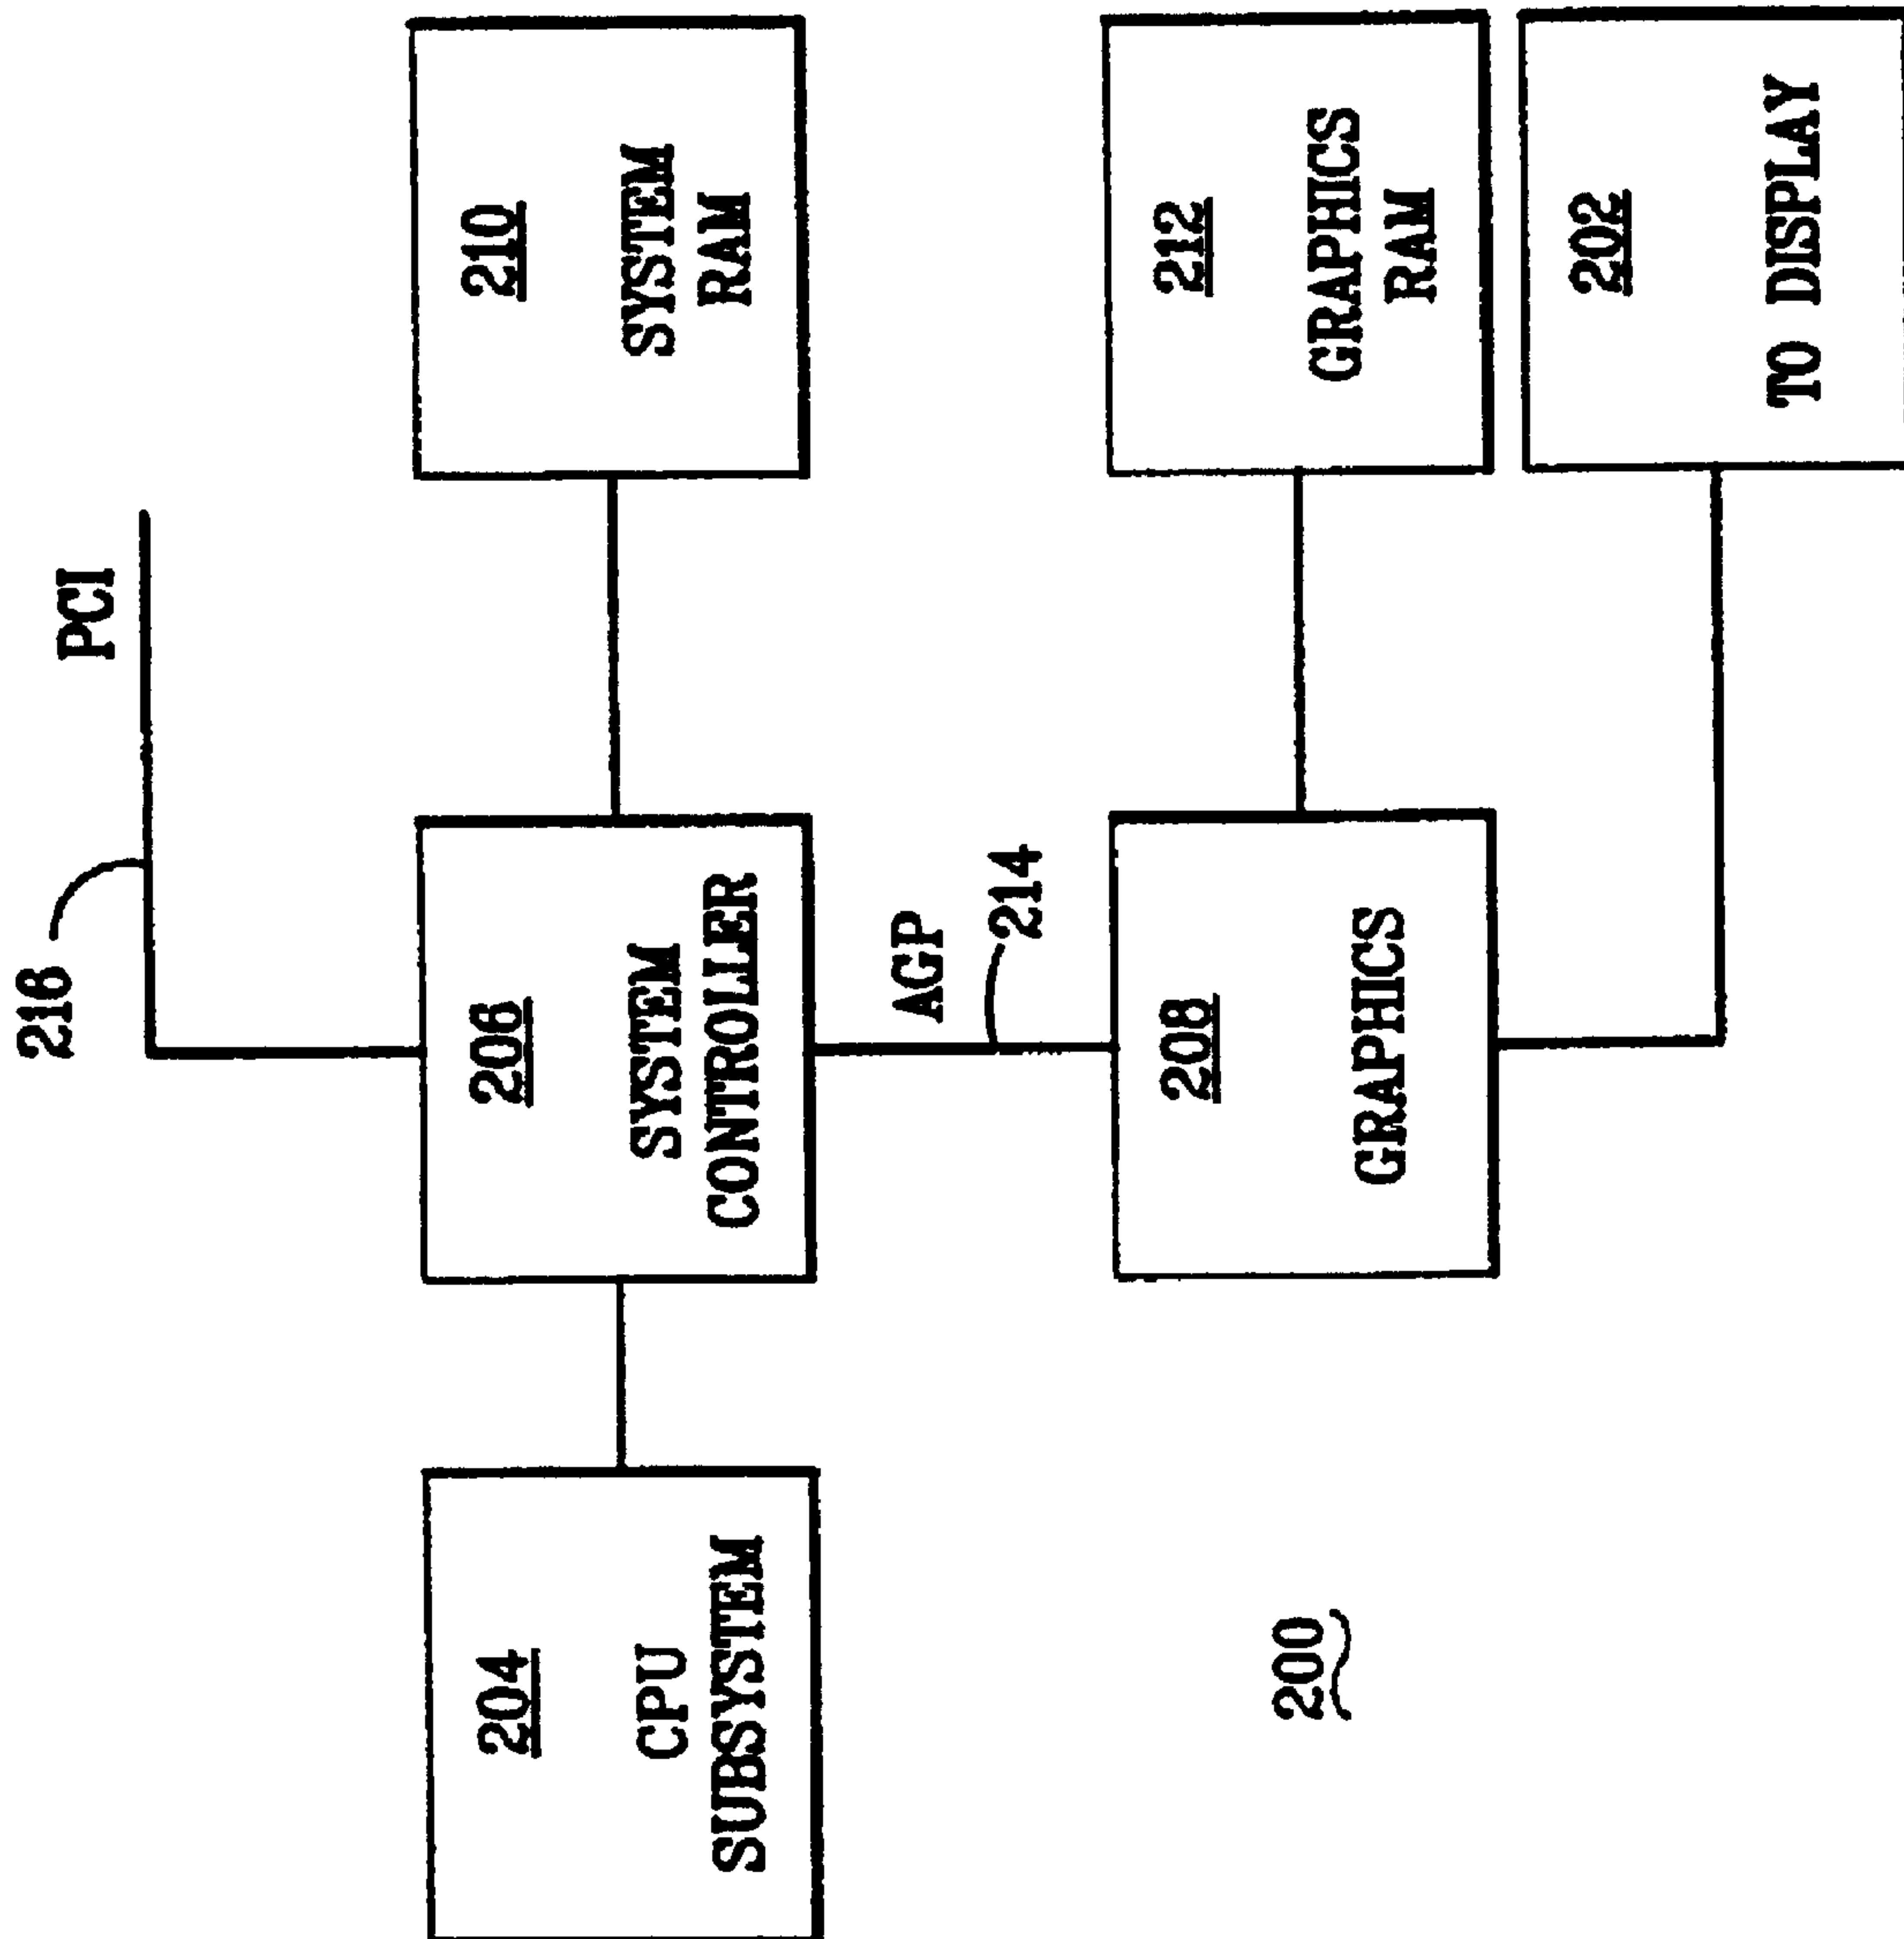 218
PCI
204
CPU
SUBSYSTEM
206
SYSTEM
CONTROLLER
210
SYSTEM
RAM
AGP
214
200
208
GRAPHICS
212
GRAPHICS
RAM
202
TO DISPLAY